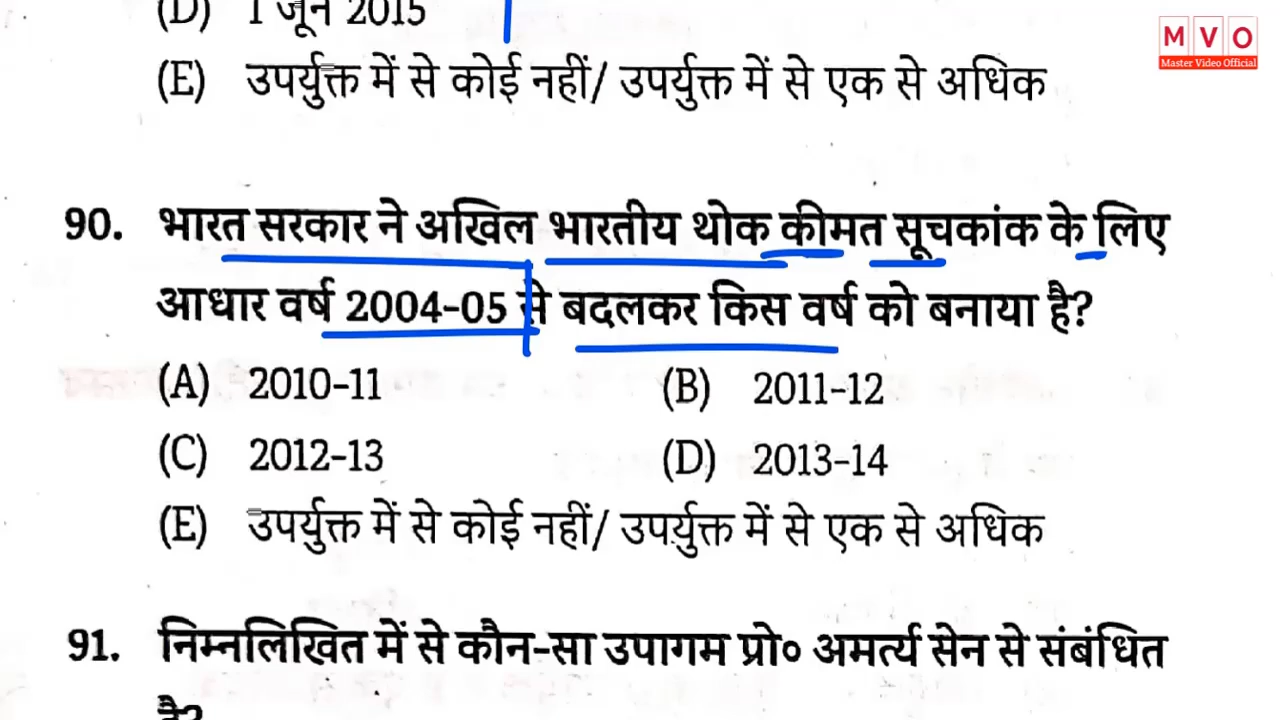 (D) 1 जून 2015
M V O
Master Video Official
(E) उपर्युक्त में से कोई नहीं/ उपर्युक्त में से एक से अधिक
90. भारत सरकार ने अखिल भारतीय थोक कीमत सूचकांक के लिए
आधार वर्ष 2004-05 से बदलकर किस वर्ष को बनाया है?
(A) 2010-11 (B) 2011-12
(C) 2012-13 (D) 2013-14
(E) उपर्युक्त में से कोई नहीं/ उपर्युक्त में से एक से अधिक
91. निम्नलिखित में से कौन-सा उपागम प्रो० अमर्त्य सेन से संबंधित
है?